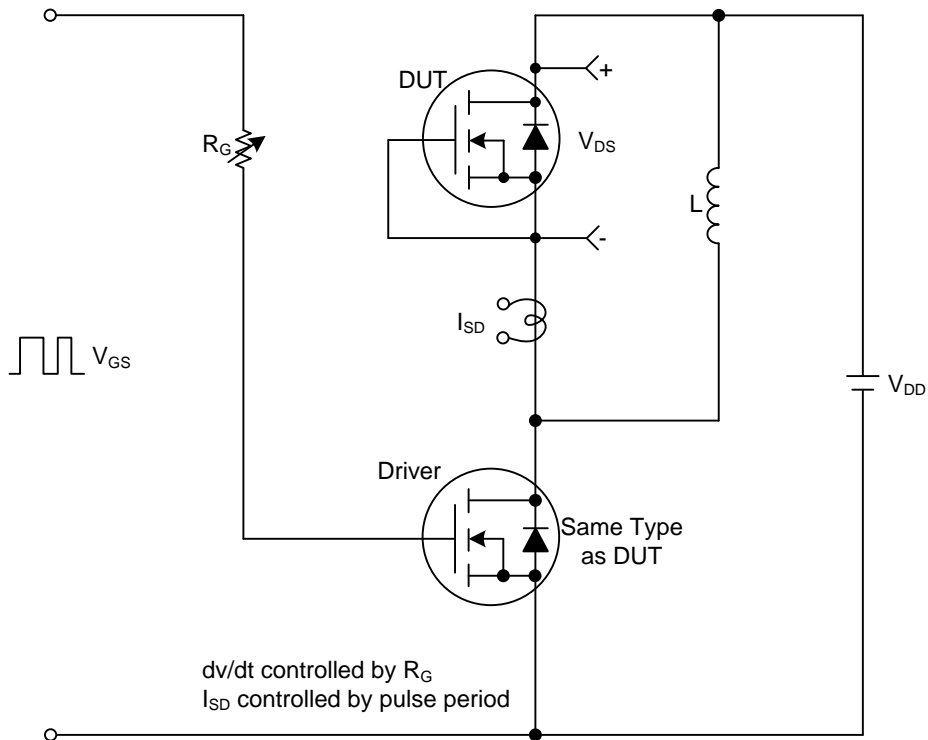 DUT
+
R_G
V_DS
L
-
I_SD
V_GS
V_DD
Driver
Same Type
as DUT
dv/dt controlled by R_G
I_SD controlled by pulse period